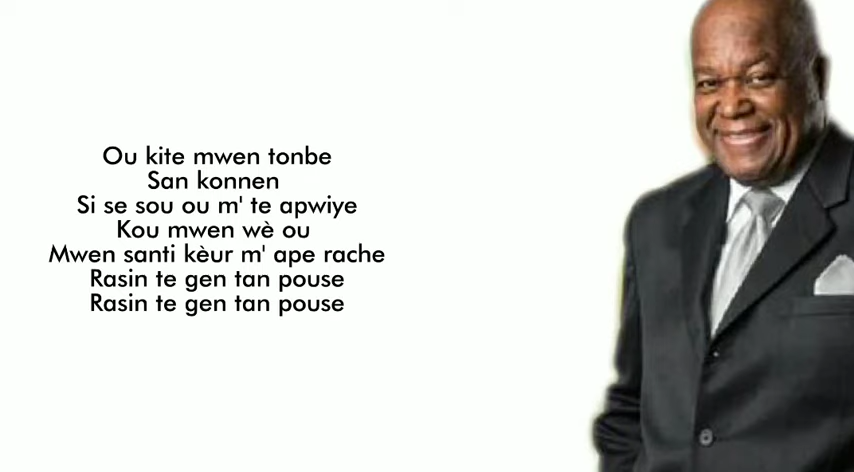 Ou kite mwen tonbe
San konnen
Si se sou ou m' te apwiye
Kou mwen wè ou
Mwen santi kèur m' ape rache
Rasin te gen tan pouse
Rasin te gen tan pouse